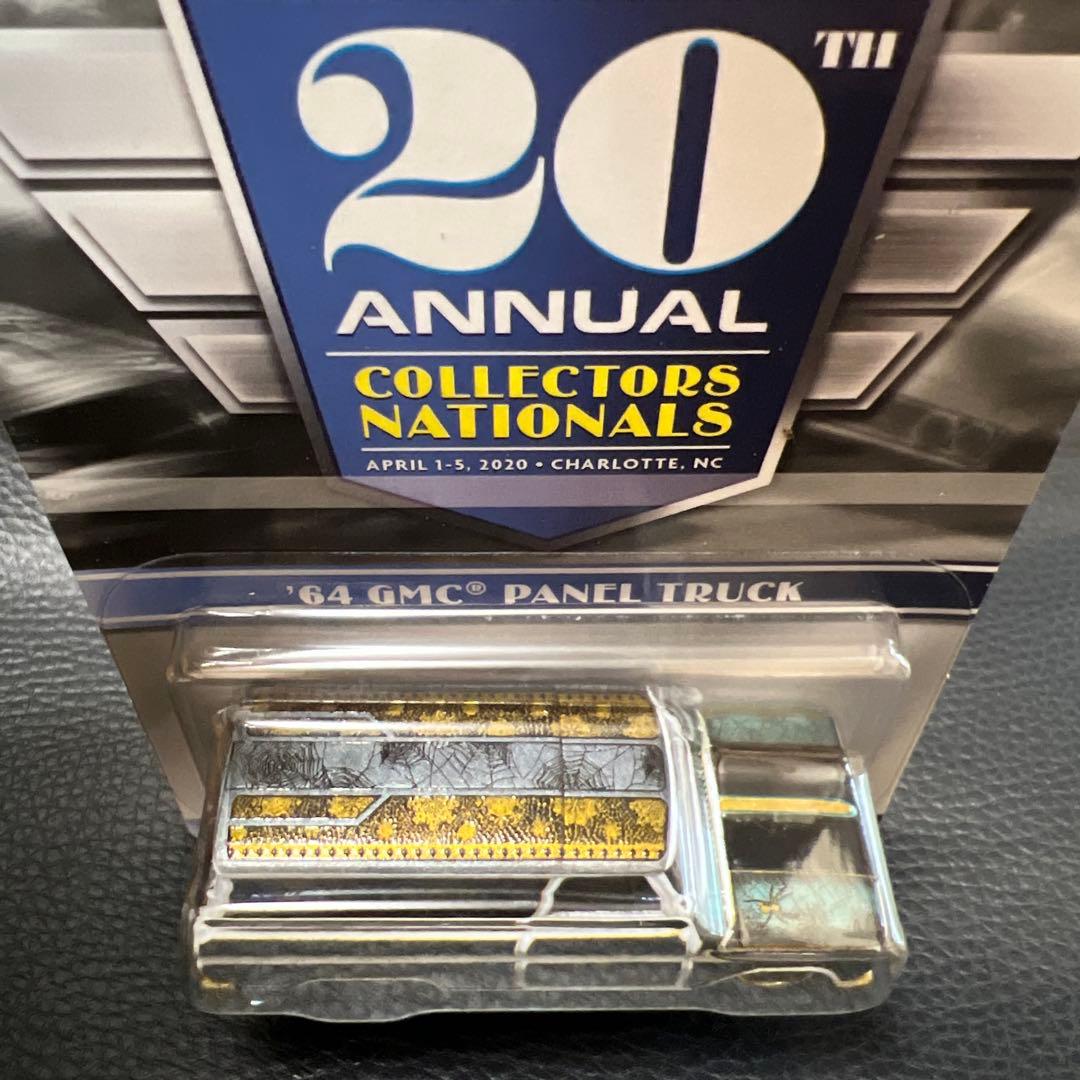 20TH
ANNUAL
COLLECTORS
NATIONALS
APRIL 1-5, 2020 • CHARLOTTE, NC
'64 GMC® PANEL TRUCK